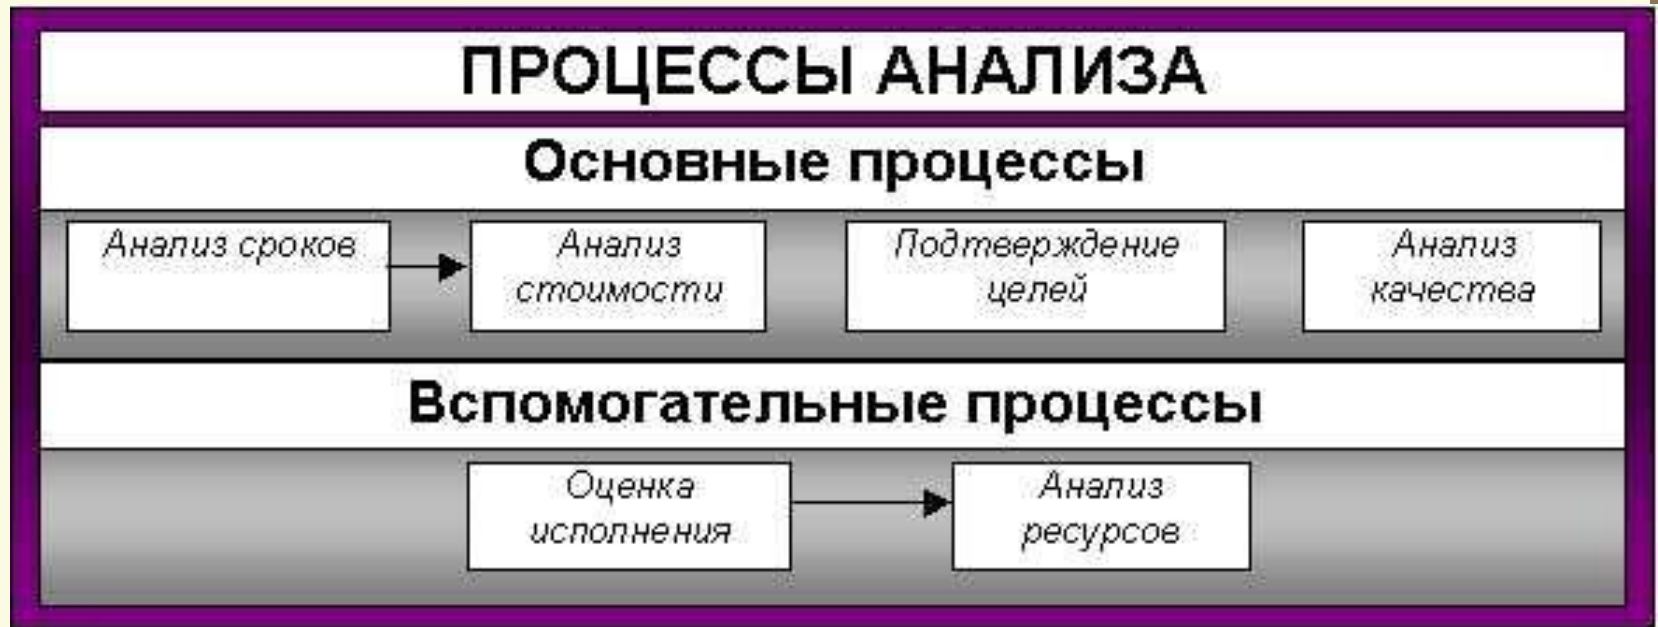 ПРОЦЕССЫ АНАЛИЗА
Основные процессы
Анализ сроков
Анализ
стоимости
Подтверждение
целей
Анализ
качества
Вспомогательные процессы
Оценка
исполнения
Анализ
ресурсов